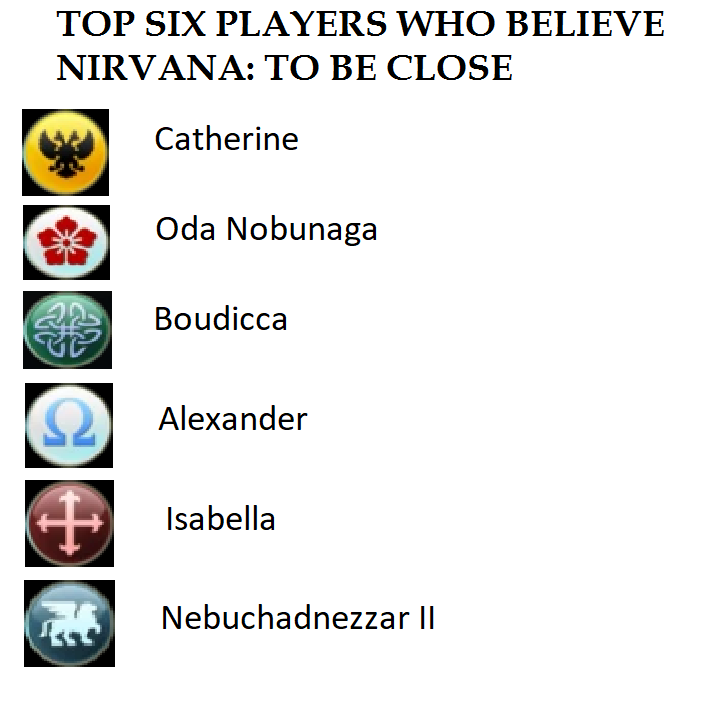 TOP SIX PLAYERS WHO BELIEVE
NIRVANA: TO BE CLOSE
Catherine
Oda Nobunaga
Boudicca
Ω
Alexander
Isabella
Nebuchadnezzar II